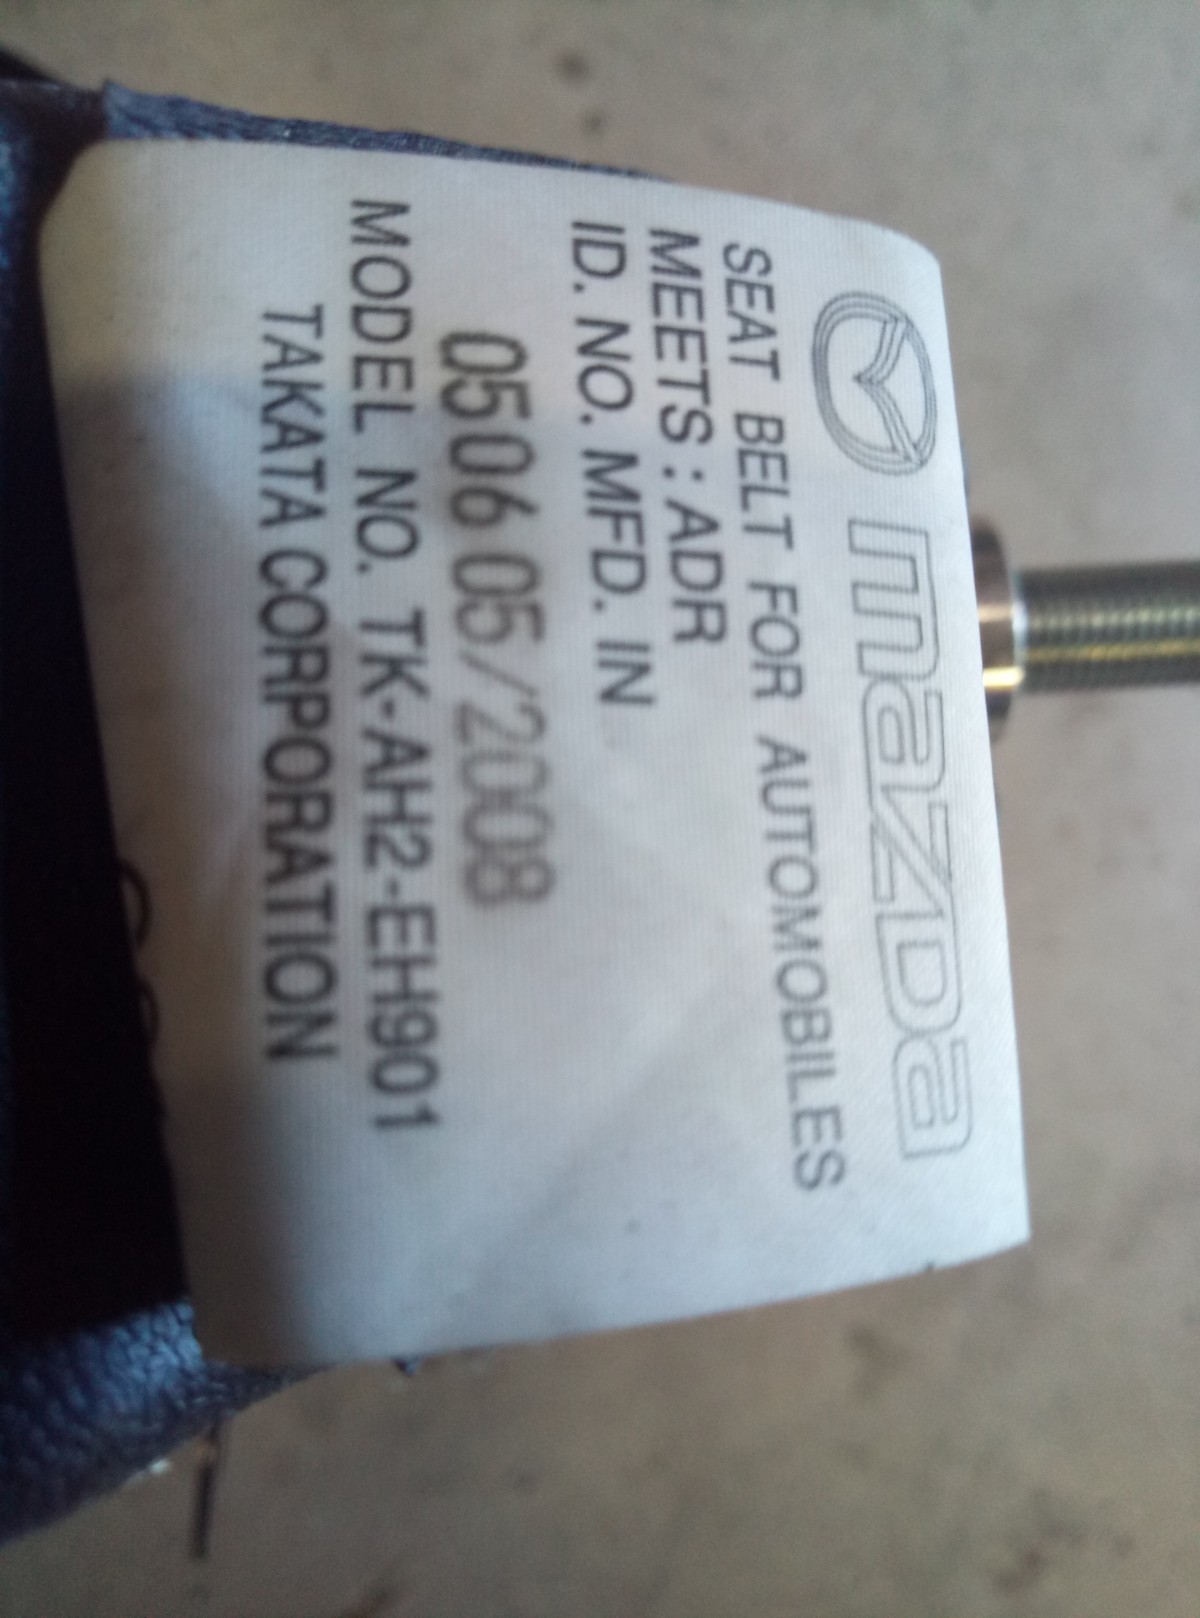 mazda
SEAT BELT FOR AUTOMOBILES
MEETS : ADR
ID. NO. MFD. IN
0506 05/2008
MODEL NO. TK-AH2-EH901
TAKATA CORPORATION